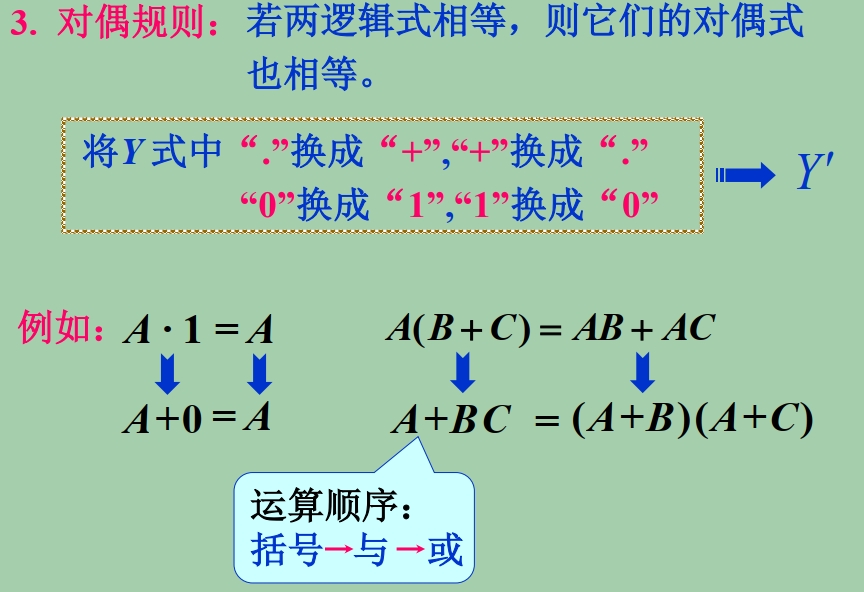 3. 对偶规则：若两逻辑式相等，则它们的对偶式
也相等。
将Y 式中“.”换成“+”,“+”换成“.”
“0”换成“1”,“1”换成“0”
Y′
例如：A · 1 = A
A(B + C) = AB + AC
A+0 = A
A+BC = (A+B)(A+C)
运算顺序：
括号→与→或